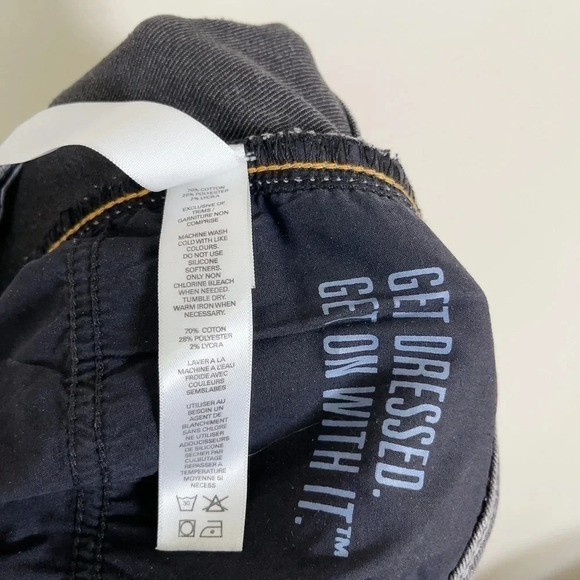 70% COTTON
28% POLYESTER
2% LYCRA
EXCLUSIVE OF
TRIMS /
GARNITURE NON
COMPRISE
MACHINE WASH
COLD WITH LIKE
COLOURS.
DO NOT USE
SILICONE
SOFTNERS.
ONLY NON
CHLORINE BLEACH
WHEN NEEDED.
TUMBLE DRY.
WARM IRON WHEN
NECESSARY.
70% COTON
28% POLYESTER
2% LYCRA
LAVER A LA
MACHINE A L'EAU
FROIDE AVEC
COULEURS
SEMBLABES
UTILISER AU
BESOIN UN
AGENT DE
BLANCHIMENT
SANS CHLORE
NE UTILISER
ADOUCISSEURS
DE SILICONE
SECHER PAR
CULBUTAGE
REPASSER A
TEMPERATURE
MOYENNE SI
NECESS
30
GET DRESSED.
GET ON WITH IT.™